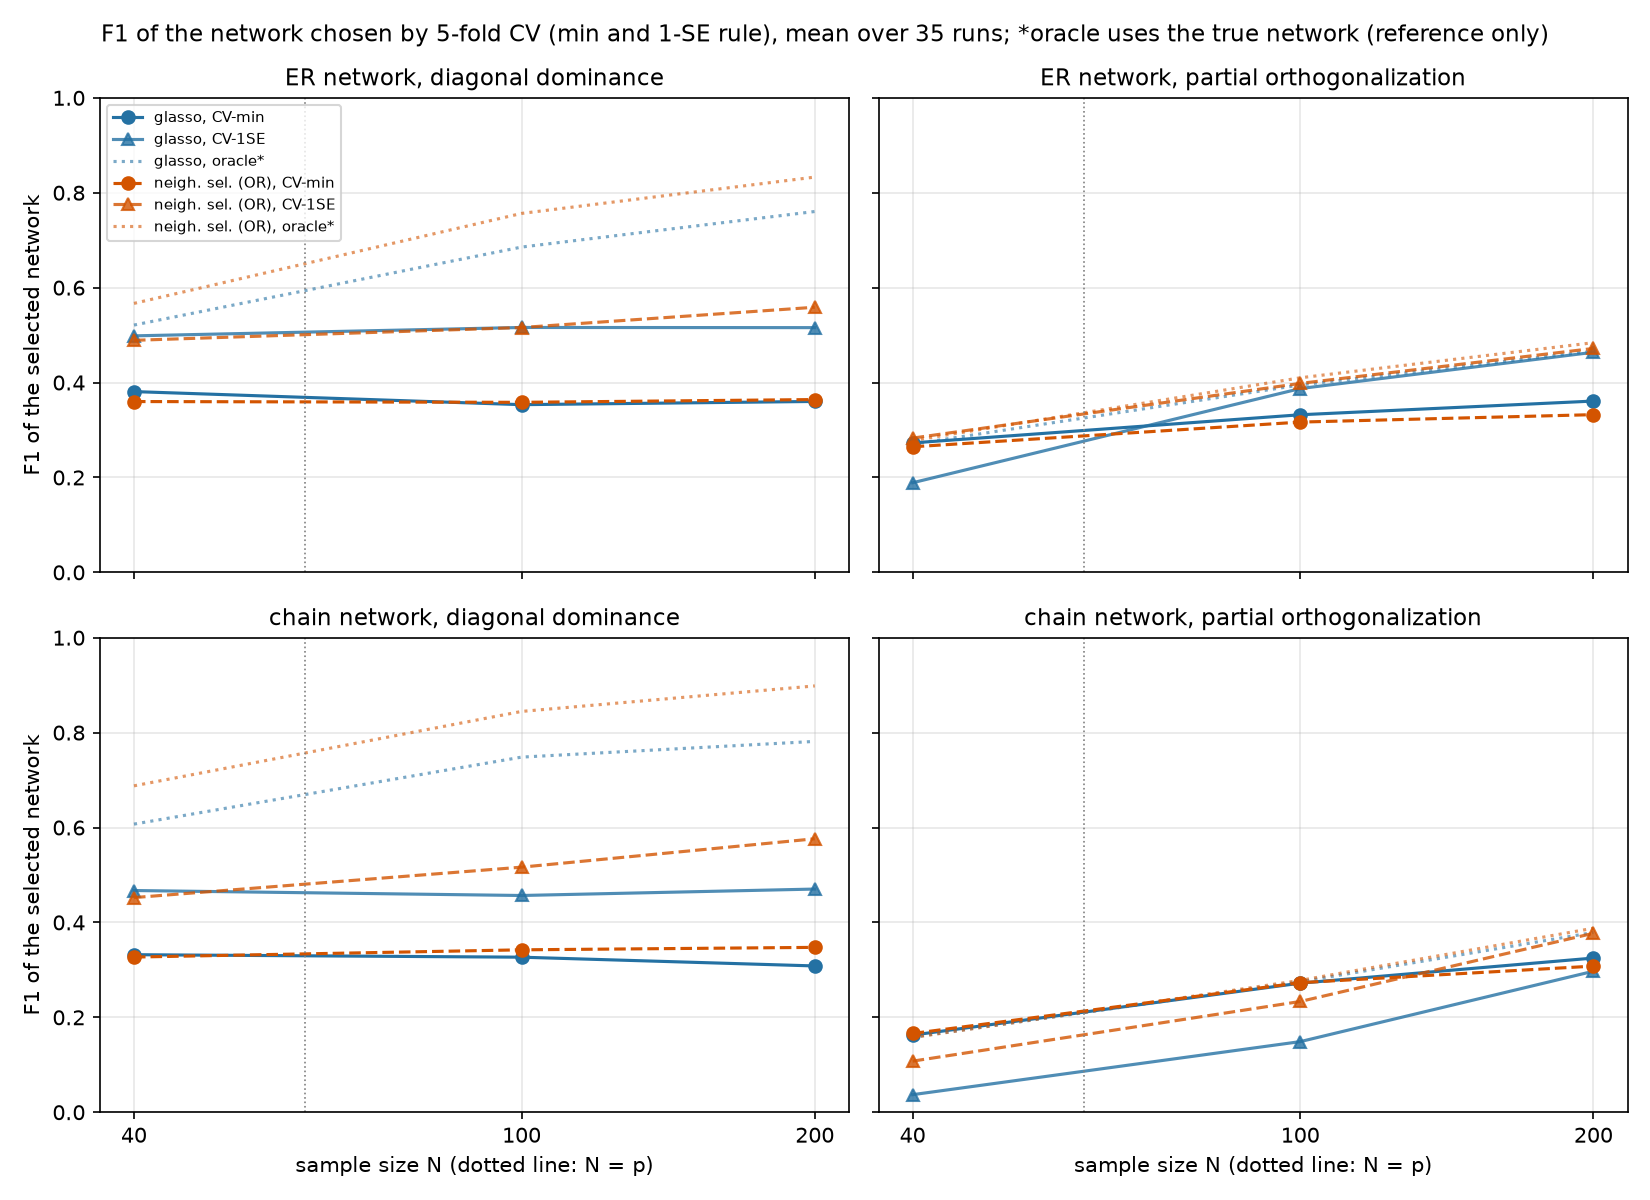 F1 of the network chosen by 5-fold CV (min and 1-SE rule), mean over 35 runs; *oracle uses the true network (reference only)
ER network, diagonal dominance
ER network, partial orthogonalization
F1 of the selected network
1.0
0.8
0.6
0.4
0.2
0.0
glasso, CV-min
glasso, CV-1SE
glasso, oracle*
neigh. sel. (OR), CV-min
neigh. sel. (OR), CV-1SE
neigh. sel. (OR), oracle*
chain network, diagonal dominance
chain network, partial orthogonalization
F1 of the selected network
1.0
0.8
0.6
0.4
0.2
0.0
40 100 200
40 100 200
sample size N (dotted line: N = p)
sample size N (dotted line: N = p)